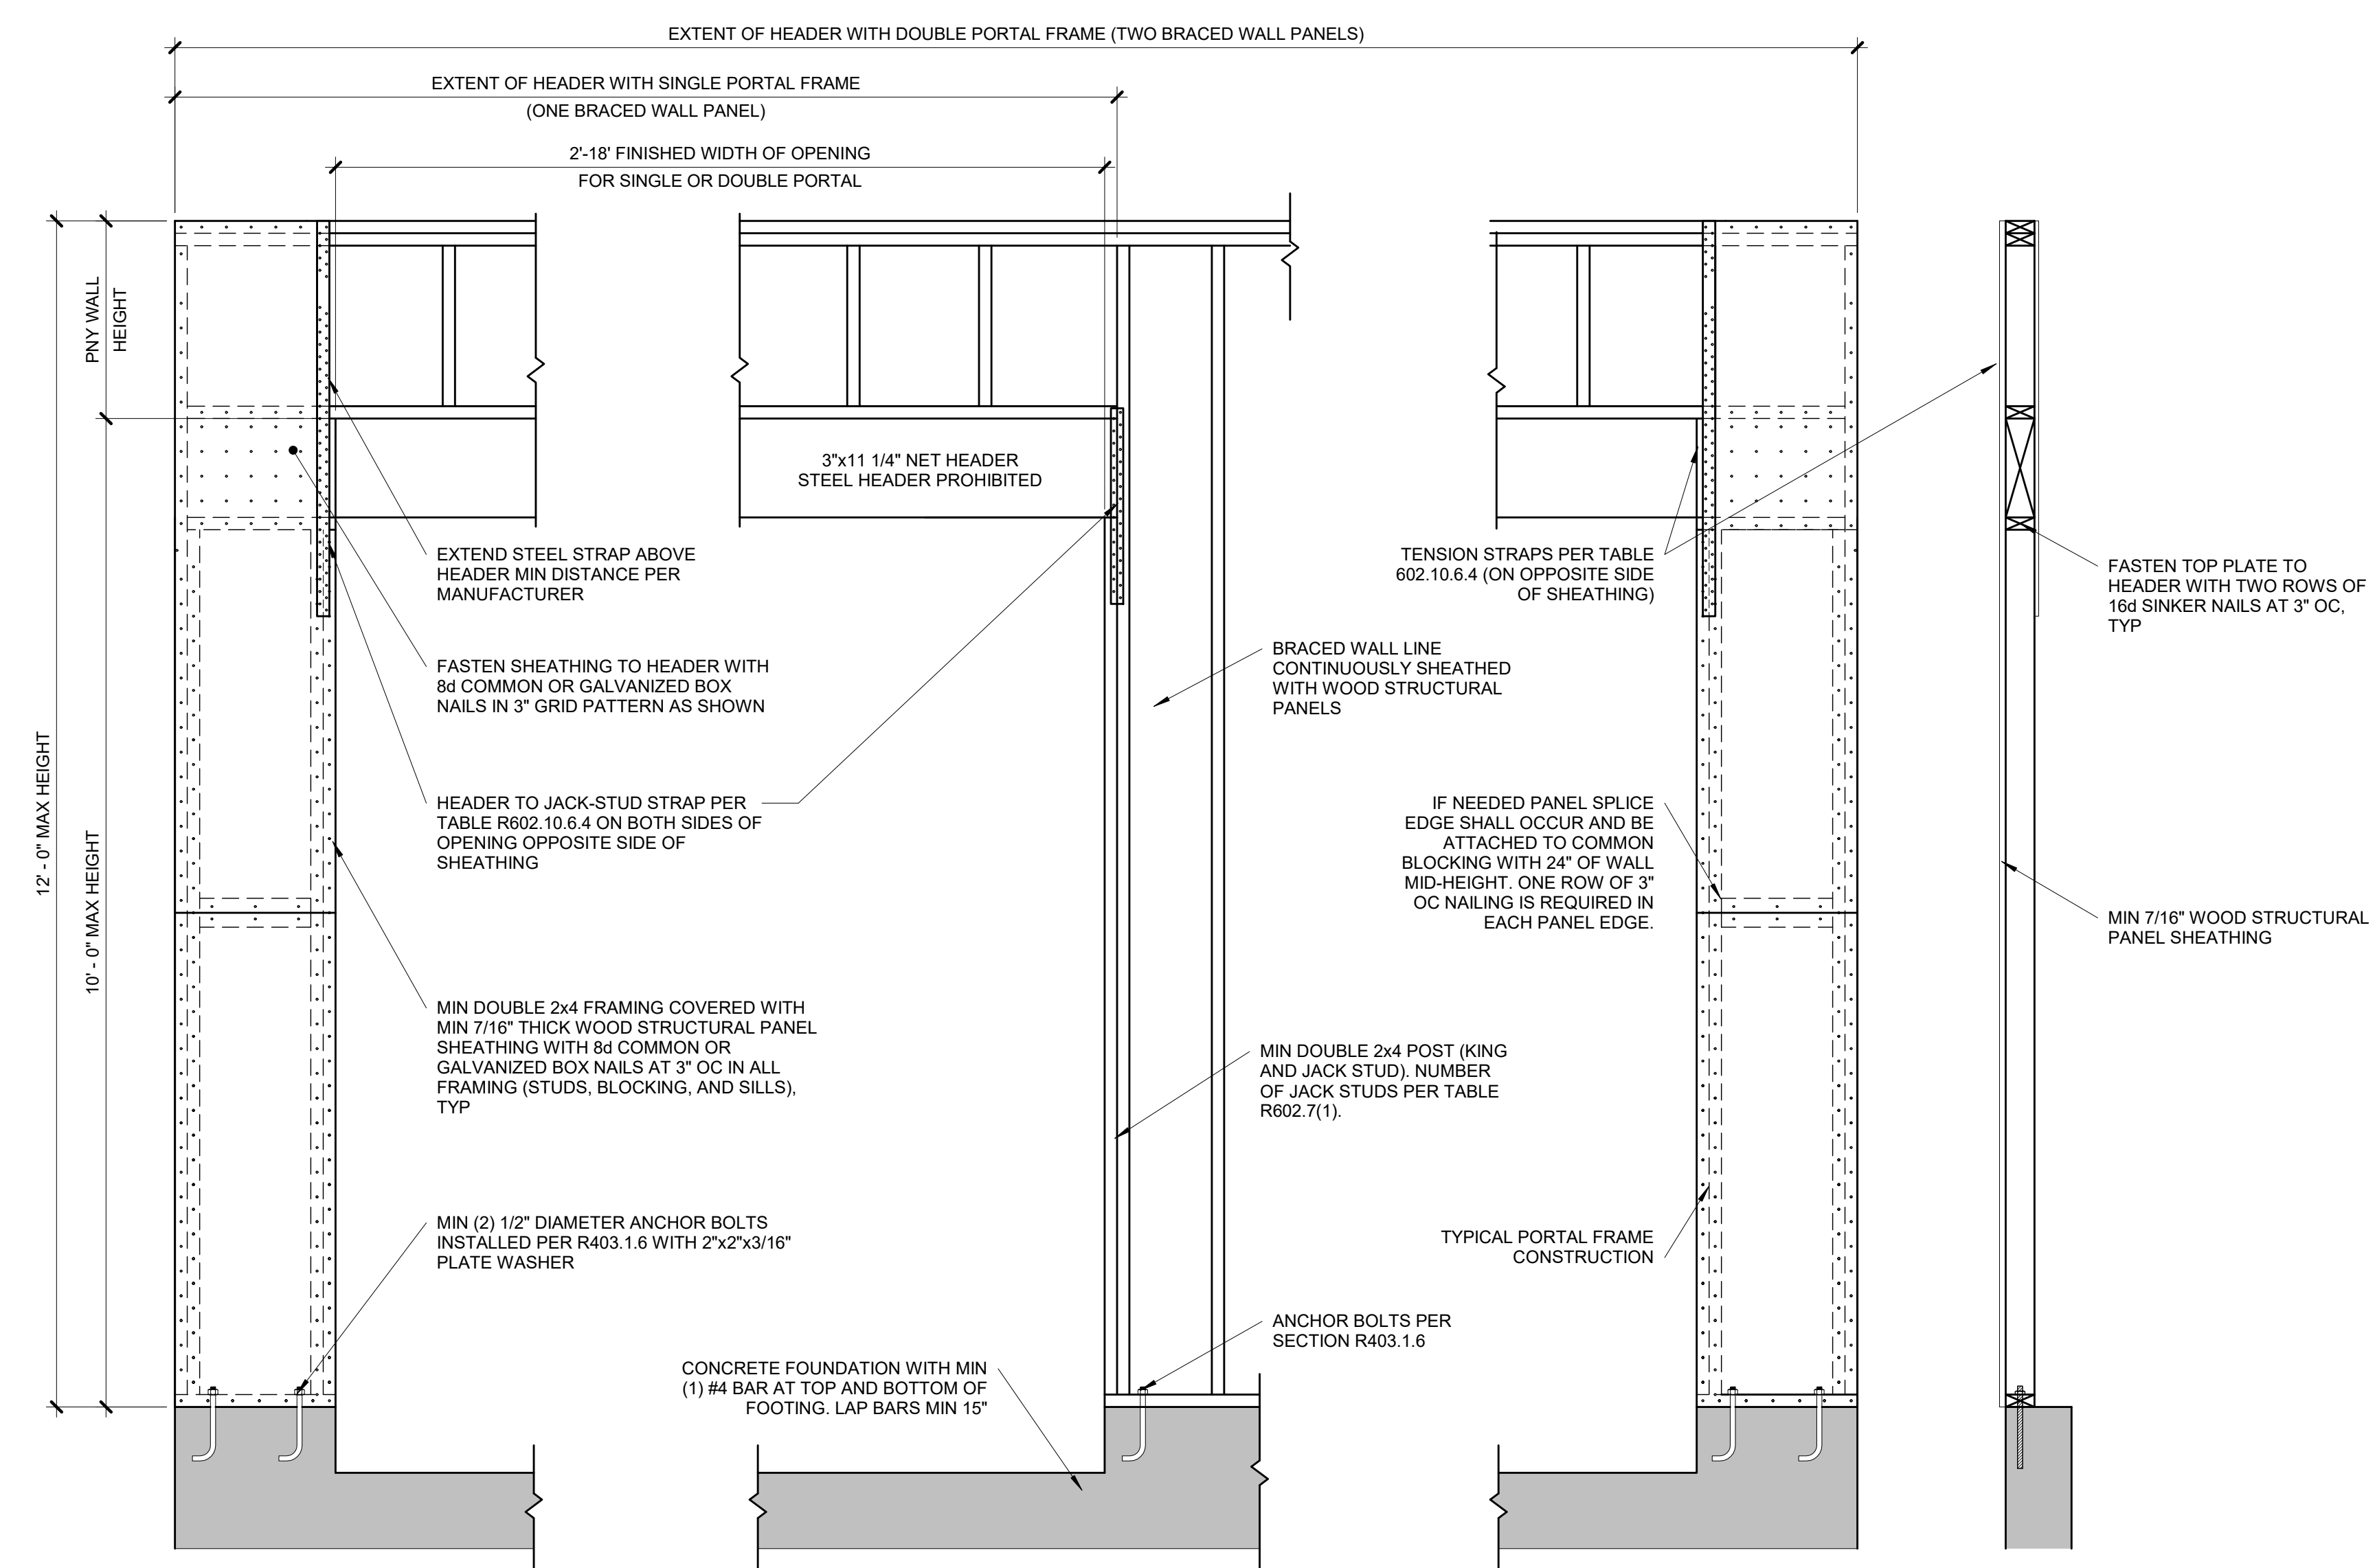 EXTENT OF HEADER WITH DOUBLE PORTAL FRAME (TWO BRACED WALL PANELS)
EXTENT OF HEADER WITH SINGLE PORTAL FRAME
(ONE BRACED WALL PANEL)
2'-18' FINISHED WIDTH OF OPENING
FOR SINGLE OR DOUBLE PORTAL
PNY WALL
HEIGHT
12' - 0" MAX HEIGHT
10' - 0" MAX HEIGHT
3"x11 1/4" NET HEADER
STEEL HEADER PROHIBITED
EXTEND STEEL STRAP ABOVE
HEADER MIN DISTANCE PER
MANUFACTURER
FASTEN SHEATHING TO HEADER WITH
8d COMMON OR GALVANIZED BOX
NAILS IN 3" GRID PATTERN AS SHOWN
HEADER TO JACK-STUD STRAP PER
TABLE R602.10.6.4 ON BOTH SIDES OF
OPENING OPPOSITE SIDE OF
SHEATHING
MIN DOUBLE 2x4 FRAMING COVERED WITH
MIN 7/16" THICK WOOD STRUCTURAL PANEL
SHEATHING WITH 8d COMMON OR
GALVANIZED BOX NAILS AT 3" OC IN ALL
FRAMING (STUDS, BLOCKING, AND SILLS),
TYP
MIN (2) 1/2" DIAMETER ANCHOR BOLTS
INSTALLED PER R403.1.6 WITH 2"x2"x3/16"
PLATE WASHER
CONCRETE FOUNDATION WITH MIN
(1) #4 BAR AT TOP AND BOTTOM OF
FOOTING. LAP BARS MIN 15"
BRACED WALL LINE
CONTINUOUSLY SHEATHED
WITH WOOD STRUCTURAL
PANELS
MIN DOUBLE 2x4 POST (KING
AND JACK STUD). NUMBER
OF JACK STUDS PER TABLE
R602.7(1).
ANCHOR BOLTS PER
SECTION R403.1.6
TENSION STRAPS PER TABLE
602.10.6.4 (ON OPPOSITE SIDE
OF SHEATHING)
IF NEEDED PANEL SPLICE
EDGE SHALL OCCUR AND BE
ATTACHED TO COMMON
BLOCKING WITH 24" OF WALL
MID-HEIGHT. ONE ROW OF 3"
OC NAILING IS REQUIRED IN
EACH PANEL EDGE.
TYPICAL PORTAL FRAME
CONSTRUCTION
FASTEN TOP PLATE TO
HEADER WITH TWO ROWS OF
16d SINKER NAILS AT 3" OC,
TYP
MIN 7/16" WOOD STRUCTURAL
PANEL SHEATHING